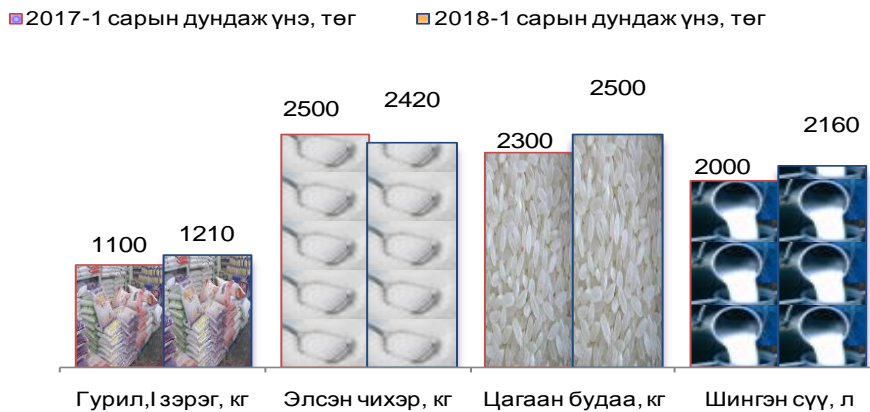 2017-1 сарын дундаж үнэ, төг 2018-1 сарын дундаж үнэ, төг
2500 2420 2300 2500 2000 2160
1100 1210
Гурил,I зэрэг, кг Элсэн чихэр, кг Цагаан будаа, кг Шингэн сүү, л